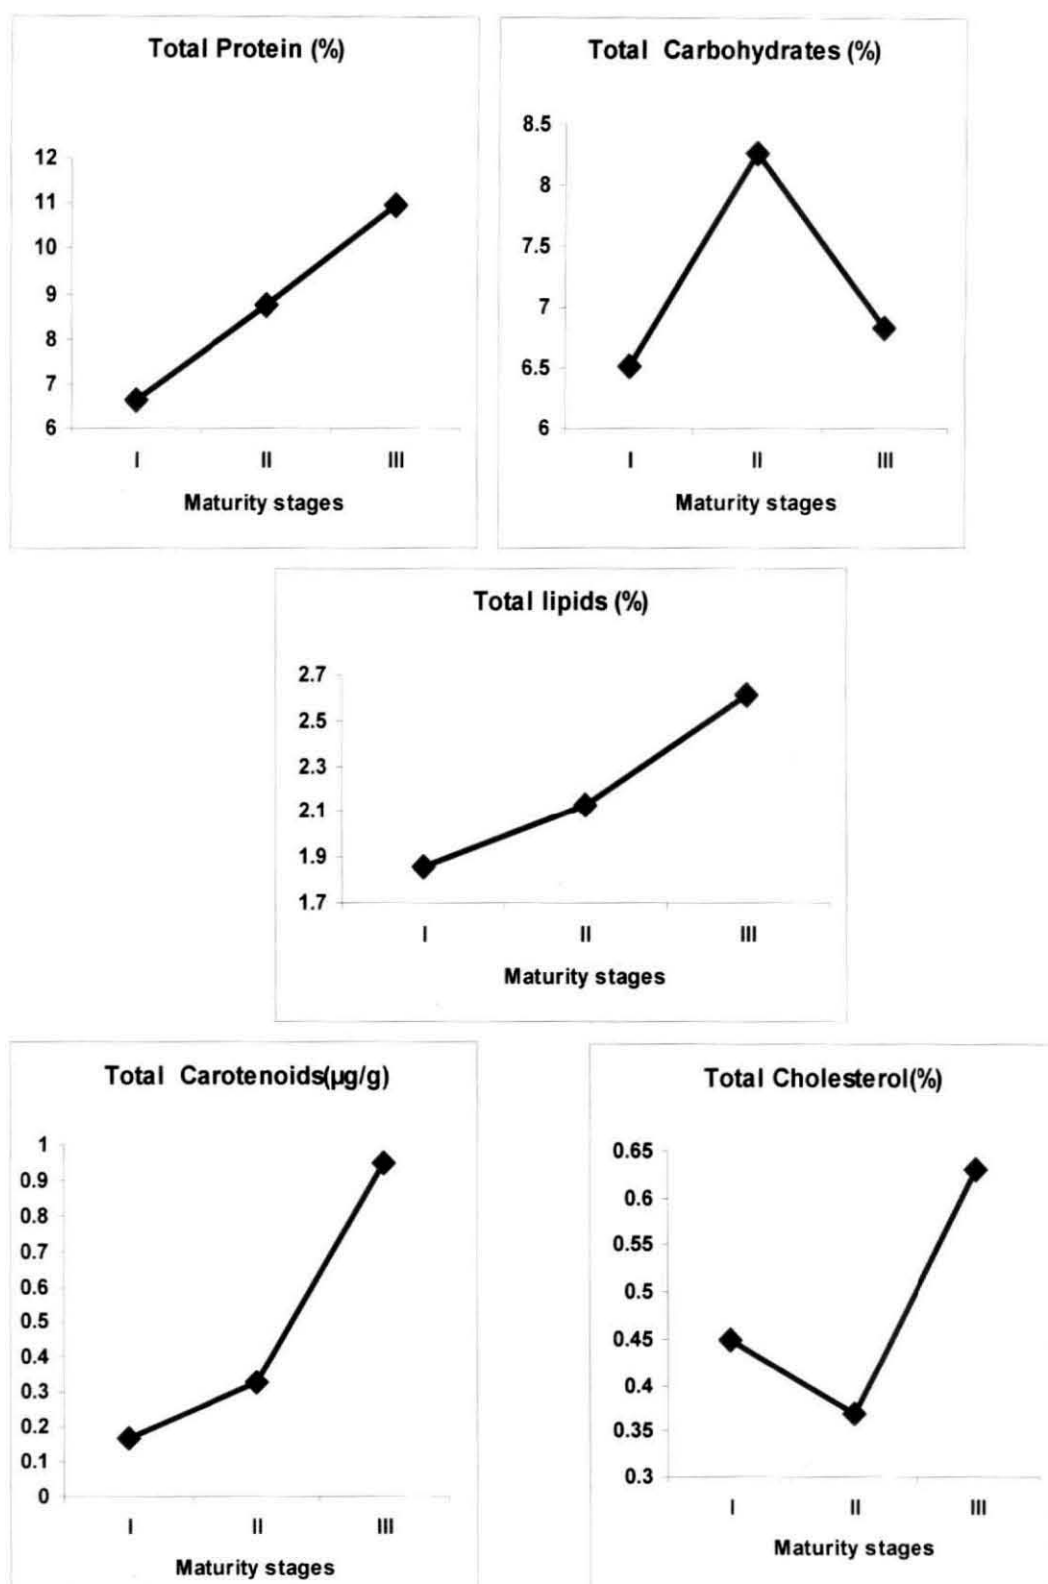 Total Protein (%)
12
11
10
9
8
7
6
I II III
Maturity stages
Total Carbohydrates (%)
8.5
8
7.5
7
6.5
6
I II III
Maturity stages
Total lipids (%)
2.7
2.5
2.3
2.1
1.9
1.7
I II III
Maturity stages
Total Carotenoids(µg/g)
1
0.9
0.8
0.7
0.6
0.5
0.4
0.3
0.2
0.1
0
I II III
Maturity stages
Total Cholesterol(%)
0.65
0.6
0.55
0.5
0.45
0.4
0.35
0.3
I II III
Maturity stages